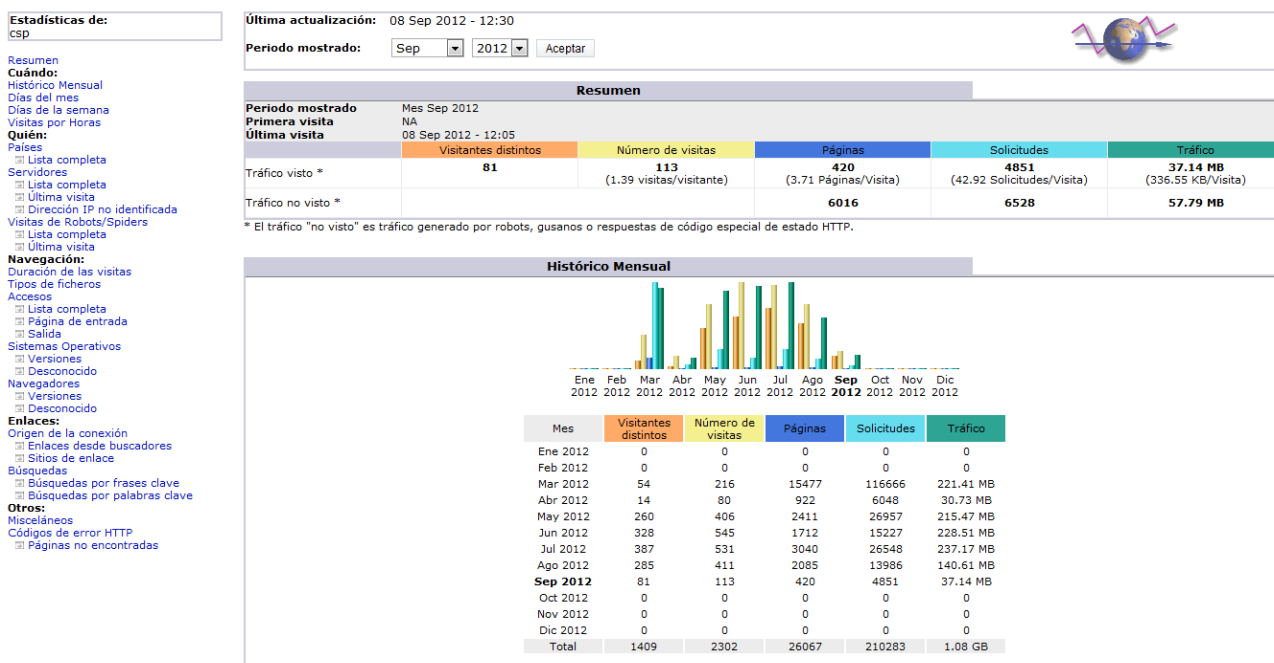 Estadísticas de:
csp
Resumen
Cuándo:
Histórico Mensual
Días del mes
Días de la semana
Visitas por Horas
Quién:
Países
Lista completa
Servidores
Lista completa
Última visita
Dirección IP no identificada
Visitas de Robots/Spiders
Lista completa
Última visita
Navegación:
Duración de las visitas
Tipos de ficheros
Accesos
Lista completa
Página de entrada
Salida
Sistemas Operativos
Versiones
Desconocido
Navegadores
Versiones
Desconocido
Enlaces:
Origen de la conexión
Enlaces desde buscadores
Sitios de enlace
Búsquedas
Búsquedas por frases clave
Búsquedas por palabras clave
Otros:
Misceláneos
Códigos de error HTTP
Páginas no encontradas
Última actualización: 08 Sep 2012 - 12:30
Periodo mostrado: Sep 2012 Aceptar
Resumen
Periodo mostrado Mes Sep 2012
Primera visita NA
Última visita 08 Sep 2012 - 12:05
Visitantes distintos Número de visitas Páginas Solicitudes Tráfico
Tráfico visto * 81 113 420 4851 37.14 MB
(1.39 visitas/visitante) (3.71 Páginas/Visita) (42.92 Solicitudes/Visita) (336.55 KB/Visita)
Tráfico no visto * 6016 6528 57.79 MB
* El tráfico "no visto" es tráfico generado por robots, gusanos o respuestas de código especial de estado HTTP.
Histórico Mensual
Ene Feb Mar Abr May Jun Jul Ago Sep Oct Nov Dic
2012 2012 2012 2012 2012 2012 2012 2012 2012 2012 2012 2012
Mes Visitantes distintos Número de visitas Páginas Solicitudes Tráfico
Ene 2012 0 0 0 0 0
Feb 2012 0 0 0 0 0
Mar 2012 54 216 15477 116666 221.41 MB
Abr 2012 14 80 922 6048 30.73 MB
May 2012 260 406 2411 26957 215.47 MB
Jun 2012 328 545 1712 15227 228.51 MB
Jul 2012 387 531 3040 26548 237.17 MB
Ago 2012 285 411 2085 13986 140.61 MB
Sep 2012 81 113 420 4851 37.14 MB
Oct 2012 0 0 0 0 0
Nov 2012 0 0 0 0 0
Dic 2012 0 0 0 0 0
Total 1409 2302 26067 210283 1.08 GB